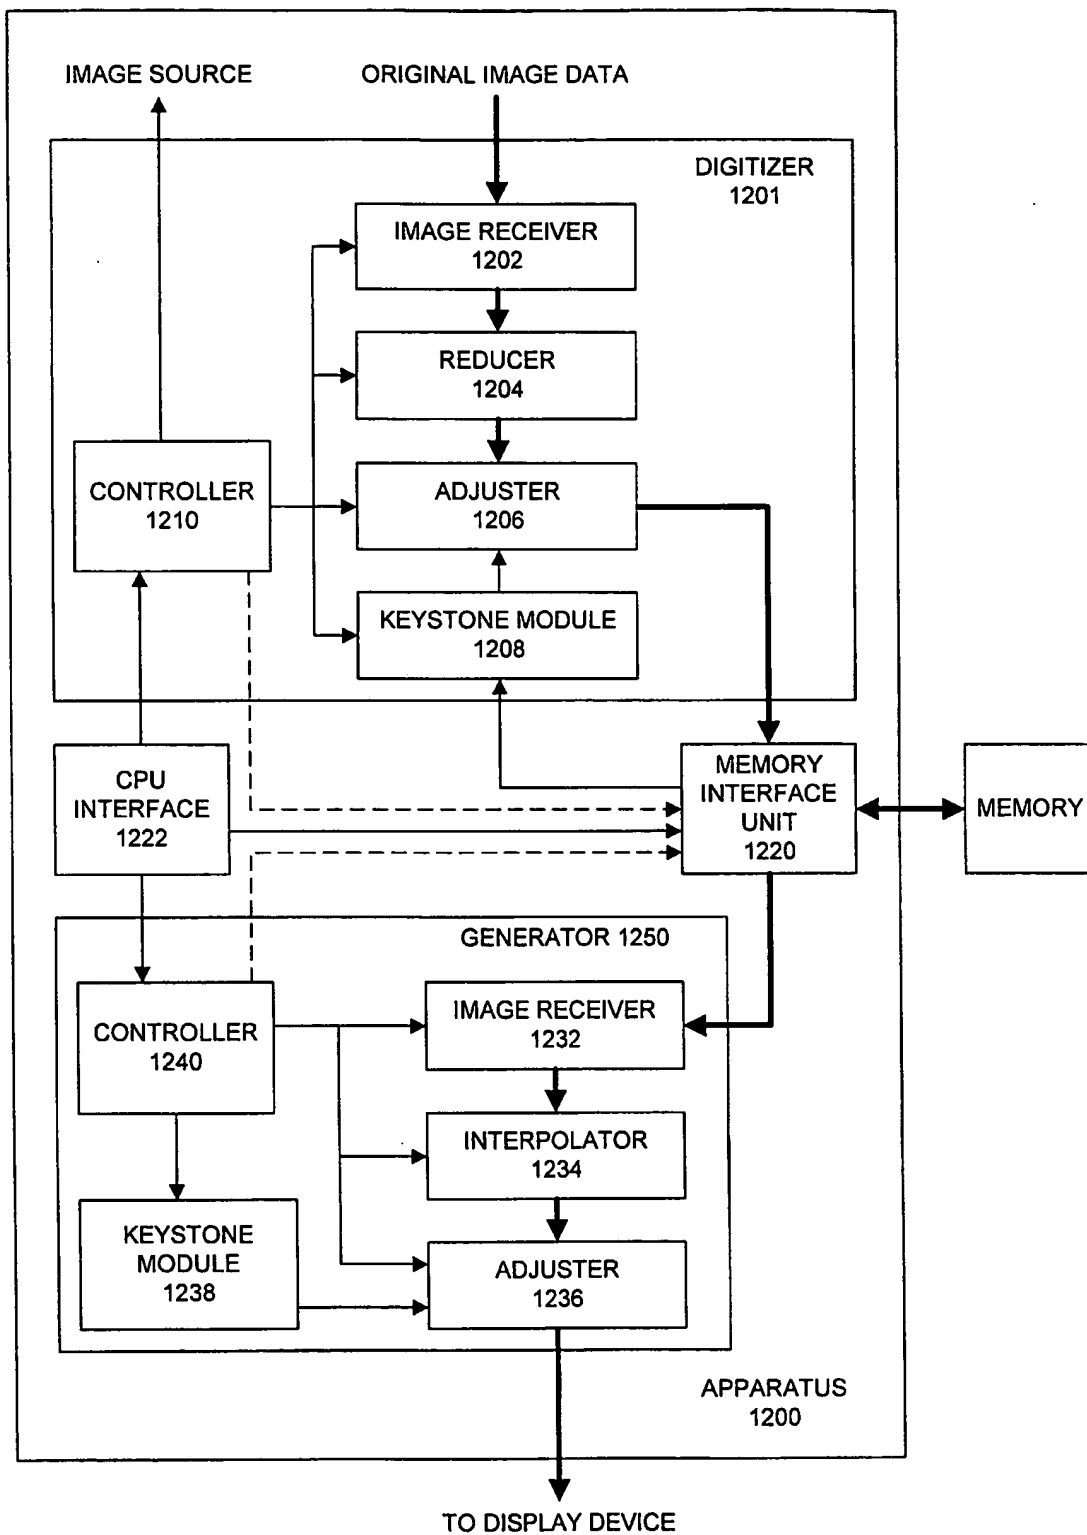 IMAGE SOURCE
ORIGINAL IMAGE DATA
DIGITIZER
1201
IMAGE RECEIVER
1202
REDUCER
1204
CONTROLLER
1210
ADJUSTER
1206
KEYSTONE MODULE
1208
CPU
INTERFACE
1222
MEMORY
INTERFACE
UNIT
1220
MEMORY
GENERATOR 1250
CONTROLLER
1240
IMAGE RECEIVER
1232
INTERPOLATOR
1234
KEYSTONE
MODULE
1238
ADJUSTER
1236
APPARATUS
1200
TO DISPLAY DEVICE